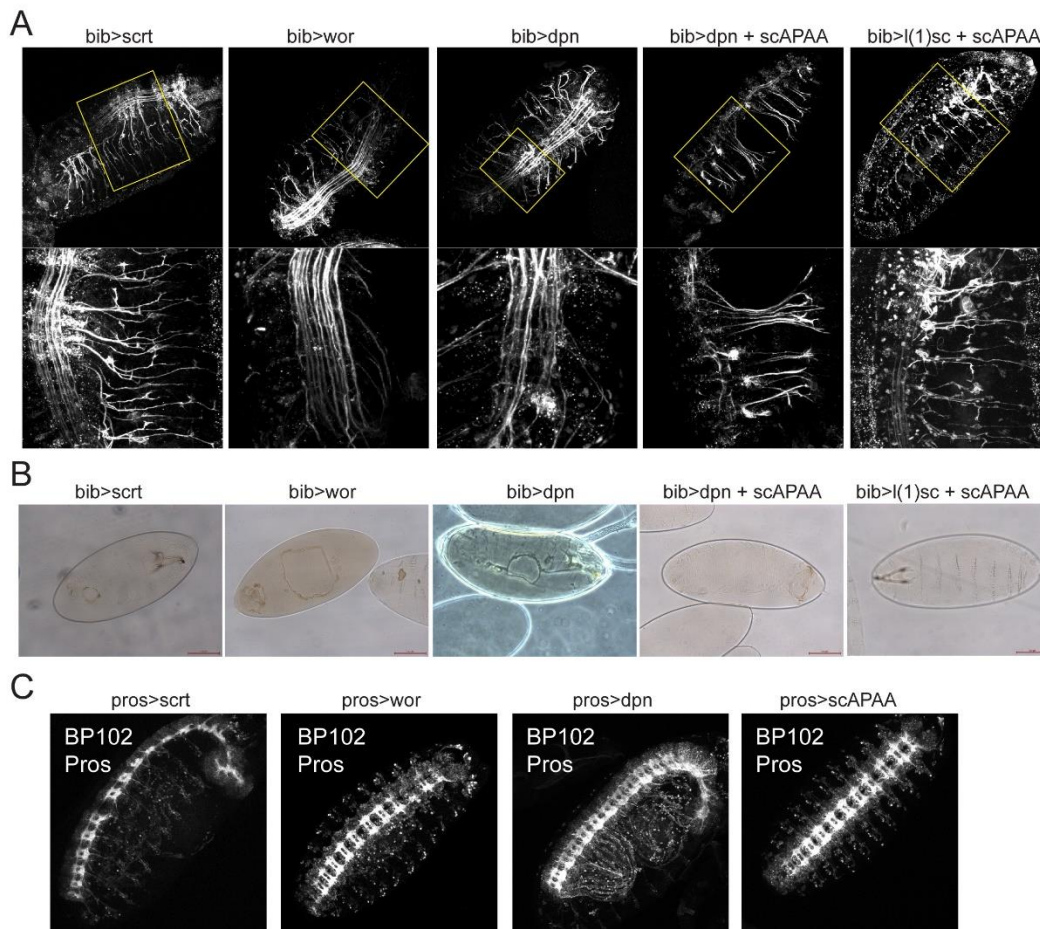 A
bib>scrt bib>wor bib>dpn bib>dpn + scAPAA bib>l(1)sc + scAPAA
B
bib>scrt bib>wor bib>dpn bib>dpn + scAPAA bib>l(1)sc + scAPAA
C
pros>scrt pros>wor pros>dpn pros>scAPAA
BP102 BP102 BP102 BP102
Pros Pros Pros Pros